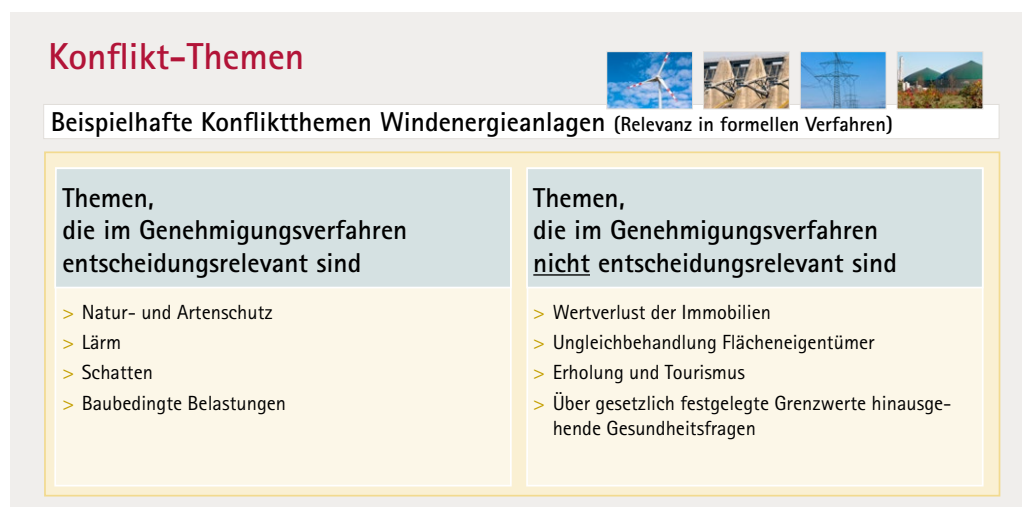 Konflikt-Themen
Beispielhafte Konfliktthemen Windenergieanlagen (Relevanz in formellen Verfahren)
Themen,
die im Genehmigungsverfahren
entscheidungsrelevant sind
> Natur- und Artenschutz
> Lärm
> Schatten
> Baubedingte Belastungen
Themen,
die im Genehmigungsverfahren
nicht entscheidungsrelevant sind
> Wertverlust der Immobilien
> Ungleichbehandlung Flächeneigentümer
> Erholung und Tourismus
> Über gesetzlich festgelegte Grenzwerte hinausge-
hende Gesundheitsfragen